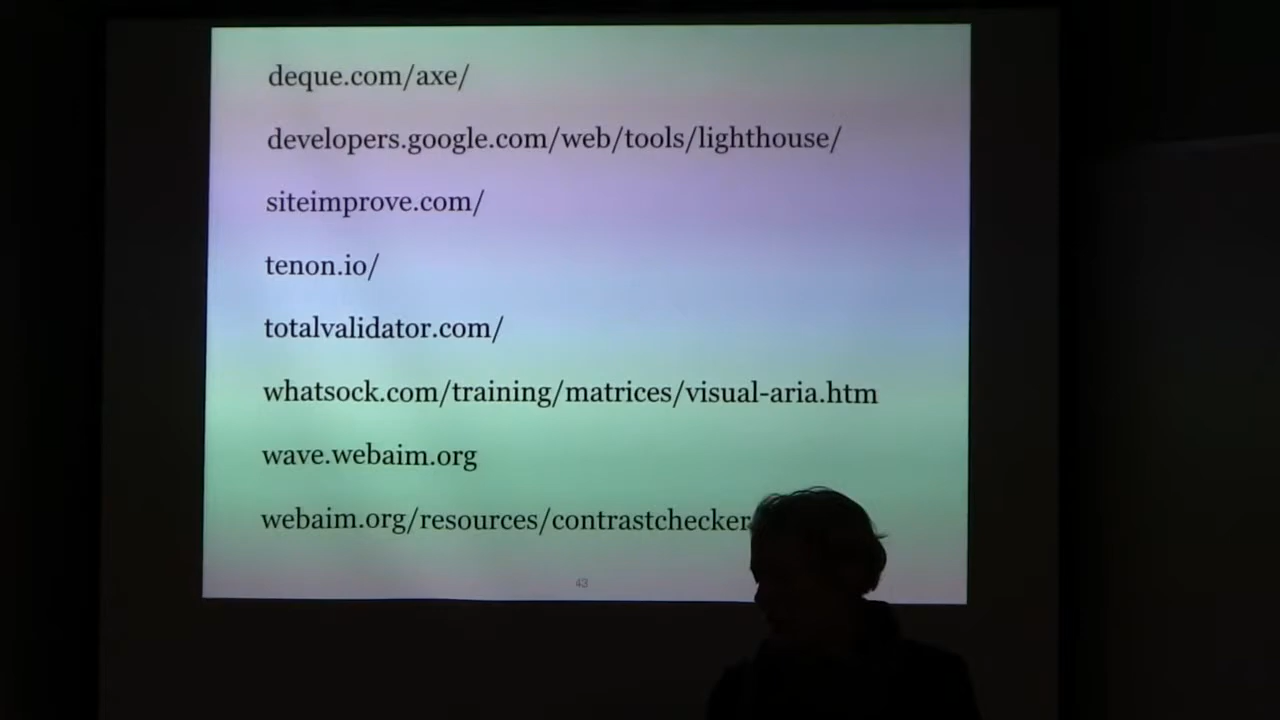 deque.com/axe/
developers.google.com/web/tools/lighthouse/
siteimprove.com/
tenon.io/
totalvalidator.com/
whatsock.com/training/matrices/visual-aria.htm
wave.webaim.org
webaim.org/resources/contrastchecker
43